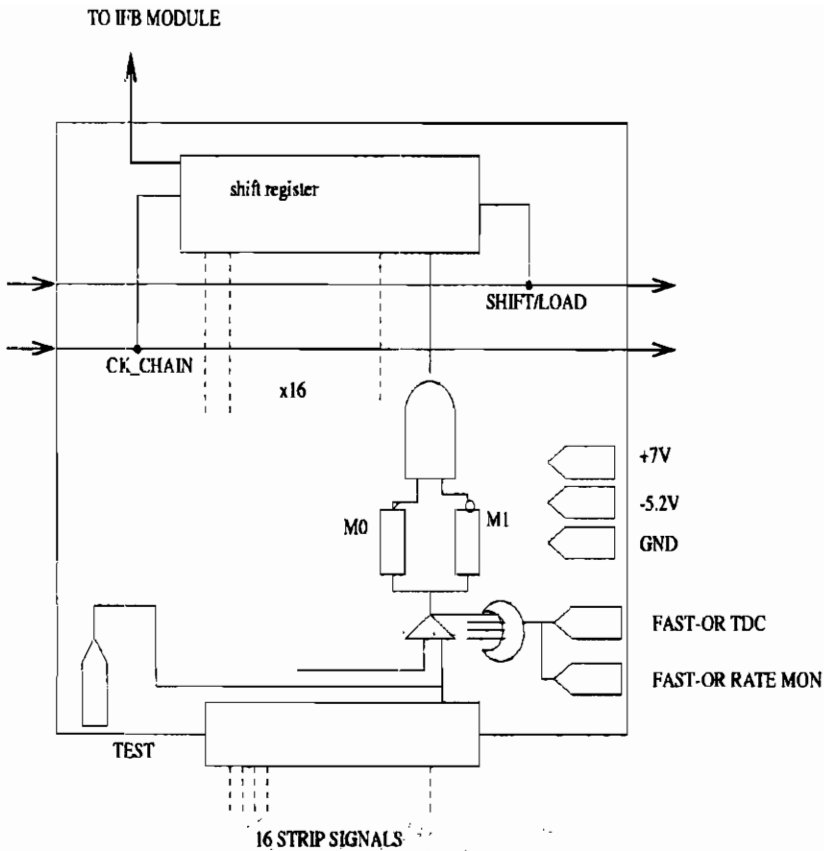 TO IFB MODULE
shift register
SHIFT/LOAD
CK_CHAIN
x16
+7V
-5.2V
GND
M0
M1
FAST-OR TDC
FAST-OR RATE MON
TEST
16 STRIP SIGNALS